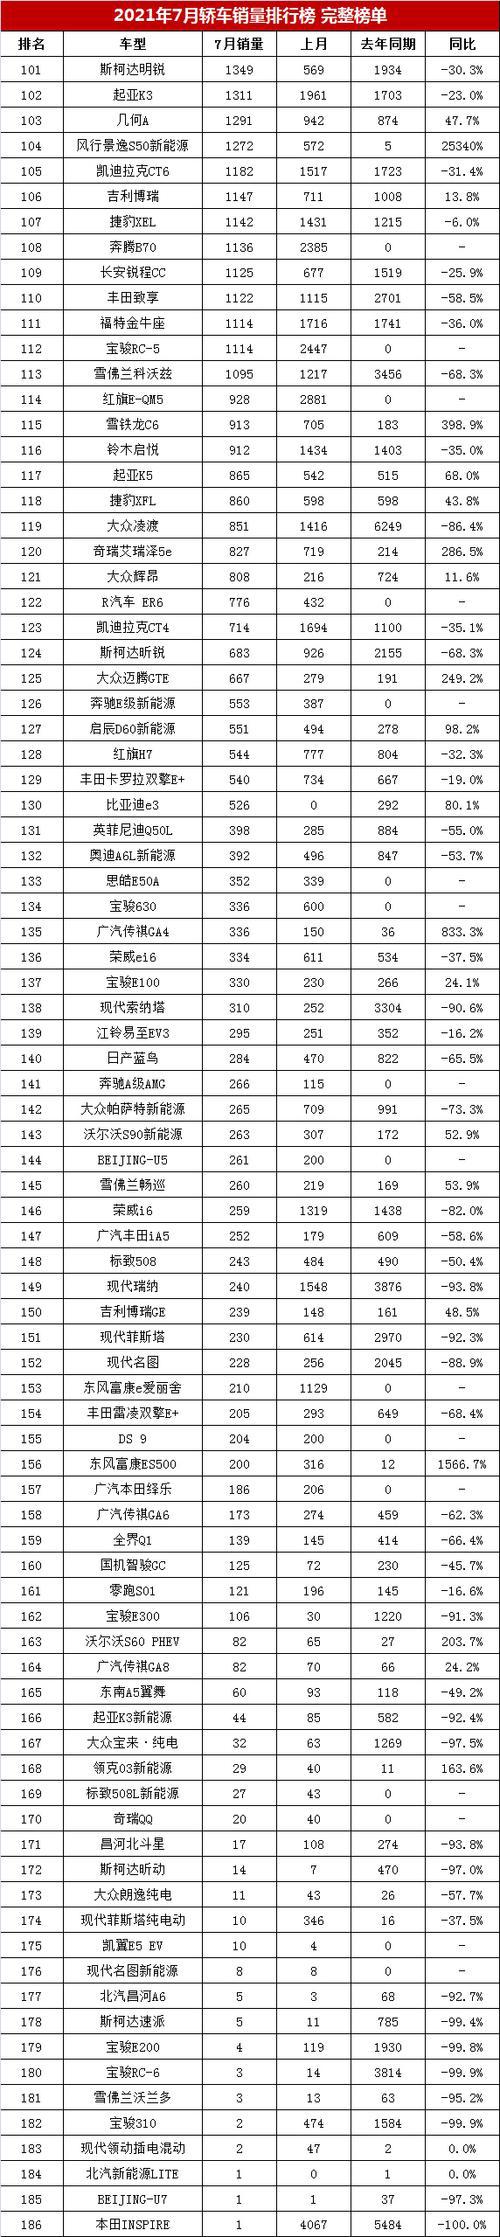 2021年7月轿车销量排行榜 完整榜单
排名 车型 7月销量 上月 去年同期 同比
101 斯柯达明锐 1349 569 1934 -30.3%
102 起亚K3 1311 1961 1703 -23.0%
103 几何A 1291 942 874 47.7%
104 风行景逸S50新能源 1272 572 5 25340%
105 凯迪拉克CT6 1182 1517 1723 -31.4%
106 吉利博瑞 1147 711 1008 13.8%
107 捷豹XEL 1142 1431 1215 -6.0%
108 奔腾B70 1136 2385 0 -
109 长安锐程CC 1125 677 1519 -25.9%
110 丰田致享 1122 1115 2701 -58.5%
111 福特金牛座 1114 1716 1741 -36.0%
112 宝骏RC-5 1114 2447 0 -
113 雪佛兰科沃兹 1095 1217 3456 -68.3%
114 红旗E-QM5 928 2881 0 -
115 雪铁龙C6 913 705 183 398.9%
116 铃木启悦 912 1434 1403 -35.0%
117 起亚K5 865 542 515 68.0%
118 捷豹XFL 860 598 598 43.8%
119 大众凌渡 851 1416 6249 -86.4%
120 奇瑞艾瑞泽5e 827 719 214 286.5%
121 大众辉昂 808 216 724 11.6%
122 R汽车 ER6 776 432 0 -
123 凯迪拉克CT4 714 1694 1100 -35.1%
124 斯柯达昕锐 683 926 2155 -68.3%
125 大众迈腾GTE 667 279 191 249.2%
126 奔驰E级新能源 553 387 0 -
127 启辰D60新能源 551 494 278 98.2%
128 红旗H7 544 777 804 -32.3%
129 丰田卡罗拉双擎E+ 540 734 667 -19.0%
130 比亚迪e3 526 0 292 80.1%
131 英菲尼迪Q50L 398 285 884 -55.0%
132 奥迪A6L新能源 392 496 847 -53.7%
133 思皓E50A 352 339 0 -
134 宝骏630 336 600 0 -
135 广汽传祺GA4 336 150 36 833.3%
136 荣威ei6 334 611 534 -37.5%
137 宝骏E100 330 230 266 24.1%
138 现代索纳塔 310 252 3304 -90.6%
139 江铃易至EV3 295 251 352 -16.2%
140 日产蓝鸟 284 470 822 -65.5%
141 奔驰A级AMG 266 115 0 -
142 大众帕萨特新能源 265 709 991 -73.3%
143 沃尔沃S90新能源 263 307 172 52.9%
144 BEIJING-U5 261 200 0 -
145 雪佛兰畅巡 260 219 169 53.9%
146 荣威i6 259 1319 1438 -82.0%
147 广汽丰田iA5 252 179 609 -58.6%
148 标致508 243 484 490 -50.4%
149 现代瑞纳 240 1548 3876 -93.8%
150 吉利博瑞GE 239 148 161 48.5%
151 现代菲斯塔 230 614 2970 -92.3%
152 现代名图 228 256 2045 -88.9%
153 东风富康e爱丽舍 210 1129 0 -
154 丰田雷凌双擎E+ 205 293 649 -68.4%
155 DS 9 204 200 0 -
156 东风富康ES500 200 316 12 1566.7%
157 广汽本田绎乐 186 206 0 -
158 广汽传祺GA6 173 274 459 -62.3%
159 全界Q1 139 145 414 -66.4%
160 国机智骏GC 125 72 230 -45.7%
161 零跑S01 121 196 145 -16.6%
162 宝骏E300 106 30 1220 -91.3%
163 沃尔沃S60 PHEV 82 65 27 203.7%
164 广汽传祺GA8 82 70 66 24.2%
165 东南A5翼舞 60 93 118 -49.2%
166 起亚K3新能源 44 85 582 -92.4%
167 大众宝来·纯电 32 63 1269 -97.5%
168 领克03新能源 29 40 11 163.6%
169 标致508L新能源 27 43 0 -
170 奇瑞QQ 20 40 0 -
171 昌河北斗星 17 108 274 -93.8%
172 斯柯达昕动 14 7 470 -97.0%
173 大众朗逸纯电 11 43 26 -57.7%
174 现代菲斯塔纯电动 10 346 16 -37.5%
175 凯翼E5 EV 10 4 0 -
176 现代名图新能源 8 8 0 -
177 北汽昌河A6 5 3 68 -92.7%
178 斯柯达速派 5 11 785 -99.4%
179 宝骏E200 4 119 1930 -99.8%
180 宝骏RC-6 3 14 3814 -99.9%
181 雪佛兰沃兰多 3 13 63 -95.2%
182 宝骏310 2 474 1584 -99.9%
183 现代领动插电混动 2 47 2 0.0%
184 北汽新能源LITE 1 0 1 0.0%
185 BEIJING-U7 1 1 37 -97.3%
186 本田INSPIRE 1 4067 5484 -100.0%